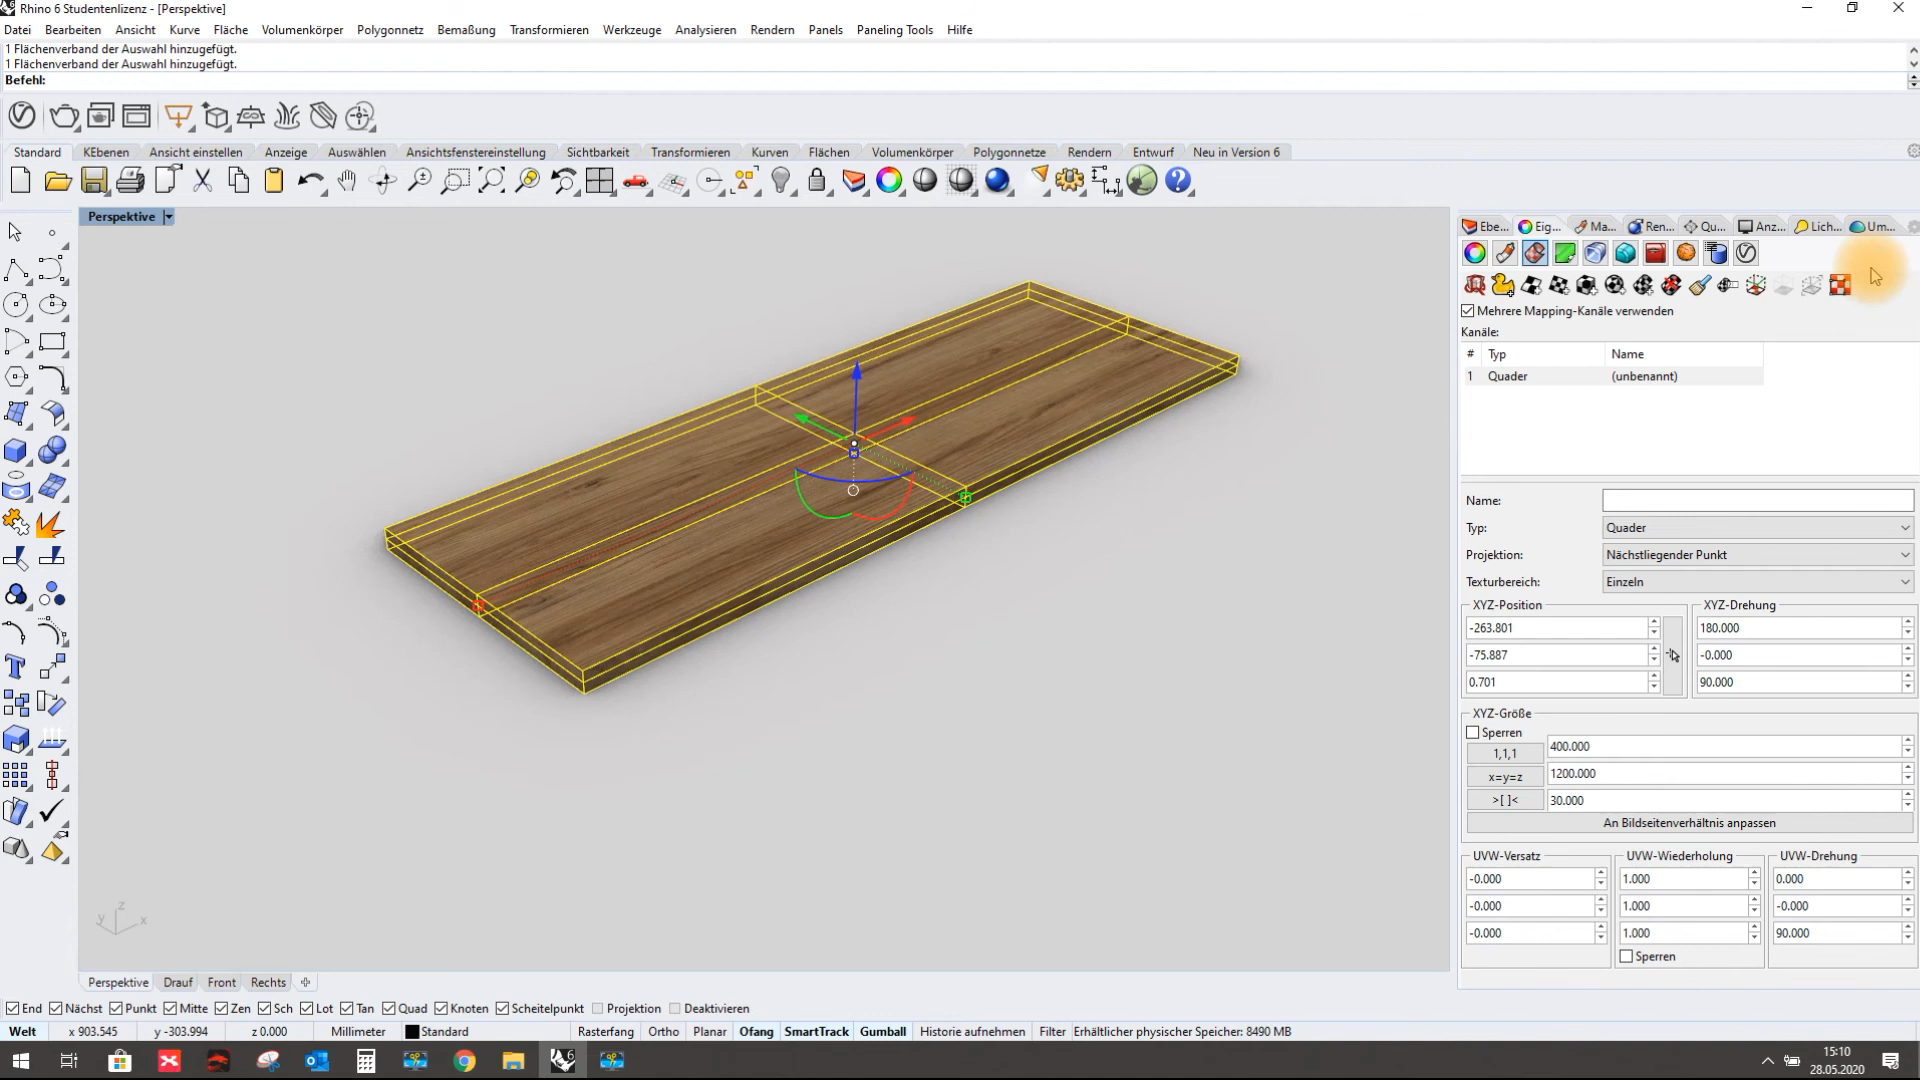 Rhino 6 Studentenlizenz - [Perspektive]
Datei Bearbeiten Ansicht Kurve Fläche Volumenkörper Polygonnetz Bemaßung Transformieren Werkzeuge Analysieren Rendern Panels Paneling Tools Hilfe
1 Flächenverband der Auswahl hinzugefügt.
1 Flächenverband der Auswahl hinzugefügt.
Befehl:
Standard KEbenen Ansicht einstellen Anzeige Auswählen Ansichtsfenstereinstellung Sichtbarkeit Transformieren Kurven Flächen Volumenkörper Polygonnetze Rendern Entwurf Neu in Version 6
Perspektive
Ebe... Eig... Ma... Ren... Qu... Anz... Lich... Um...
Mehrere Mapping-Kanäle verwenden
Kanäle:
# Typ Name
1 Quader (unbenannt)
Name:
Typ: Quader
Projektion: Nächstliegender Punkt
Texturbereich: Einzeln
XYZ-Position XYZ-Drehung
-263.801 180.000
-75.887 -0.000
0.701 90.000
XYZ-Größe
Sperren
1,1,1 400.000
x=y=z 1200.000
>[ ]< 30.000
An Bildseitenverhältnis anpassen
UVW-Versatz UVW-Wiederholung UVW-Drehung
-0.000 1.000 0.000
-0.000 1.000 -0.000
-0.000 1.000 90.000
Sperren
z
y x
Perspektive Drauf Front Rechts
End Nächst Punkt Mitte Zen Sch Lot Tan Quad Knoten Scheitelpunkt Projektion Deaktivieren
Welt x 903.545 y -303.994 z 0.000 Millimeter Standard Rasterfang Ortho Planar Ofang SmartTrack Gumball Historie aufnehmen Filter Erhältlicher physischer Speicher: 8490 MB
15:10
28.05.2020